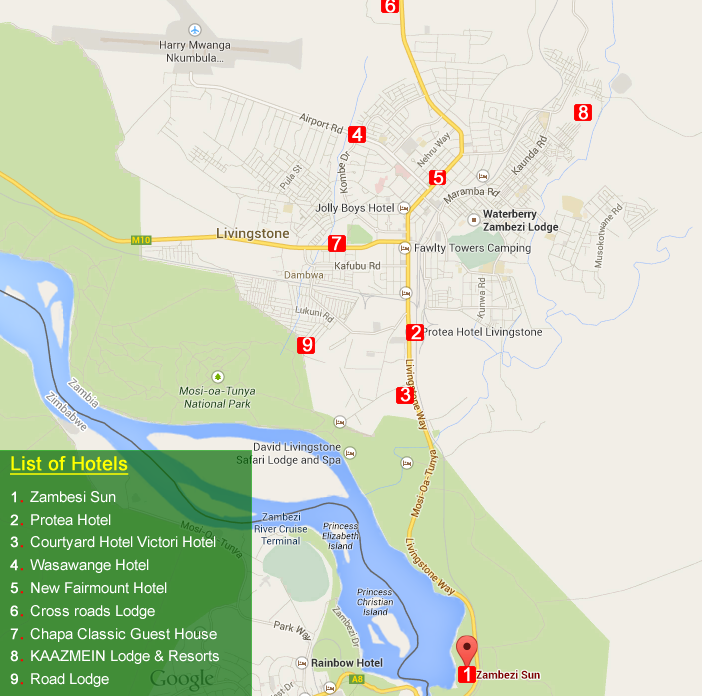 6
Harry Mwanga
Nkumbula...
8
Airport Rd
4
Nehru Way
Kaunda Rd
Kombe Dr
Pule St
5
Maramba Rd
Jolly Boys Hotel
Waterberry
Zambezi Lodge
Musokotwane Rd
Livingstone
M10
7
Fawlty Towers Camping
Kafubu Rd
Dambwa
Kunwa Rd
Lukuni Rd
2
Protea Hotel Livingstone
9
Livingstone Way
3
Mosi-oa-Tunya
National Park
Zambia
Zimbabwe
David Livingstone
Safari Lodge and Spa
Mosi-Oa-Tunya
List of Hotels
1. Zambesi Sun
2. Protea Hotel
3. Courtyard Hotel Victori Hotel
4. Wasawange Hotel
5. New Fairmount Hotel
6. Cross roads Lodge
7. Chapa Classic Guest House
8. KAAZMEIN Lodge & Resorts
9. Road Lodge
Mosi-Oa-Tunya
Google
Zambezi
River Cruise
Terminal
Princess
Elizabeth
Island
Livingstone Way
Princess
Christian
Island
Zambezi Dr
Park Way
Rainbow Hotel
A8
1
Zambezi Sun